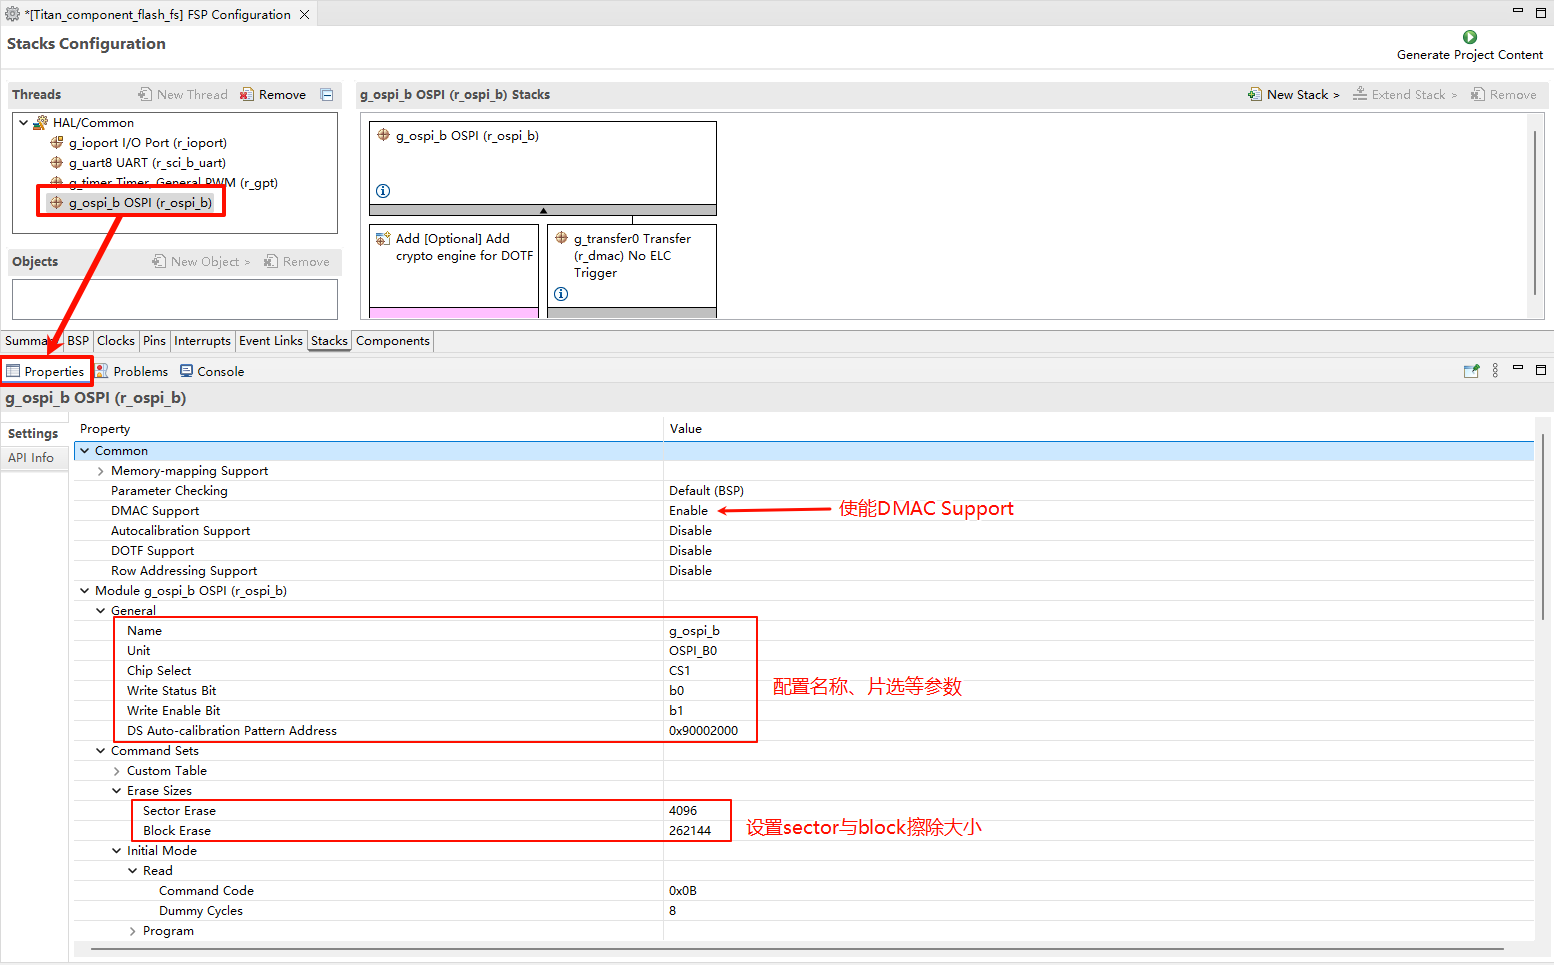 *[Titan_component_flash_fs] FSP Configuration
Stacks Configuration
Generate Project Content
Threads
New Thread
Remove
g_ospi_b OSPI (r_ospi_b) Stacks
New Stack >
Extend Stack >
Remove
HAL/Common
g_ioport I/O Port (r_ioport)
g_uart8 UART (r_sci_b_uart)
g_timer Timer, General PWM (r_gpt)
g_ospi_b OSPI (r_ospi_b)
g_ospi_b OSPI (r_ospi_b)
Add [Optional] Add
crypto engine for DOTF
g_transfer0 Transfer
(r_dmac) No ELC
Trigger
Objects
New Object >
Remove
BSP
Clocks
Pins
Interrupts
Event Links
Stacks
Components
Properties
Problems
Console
g_ospi_b OSPI (r_ospi_b)
Settings
API Info
Property Value
Common
Memory-mapping Support
Parameter Checking Default (BSP)
DMAC Support Enable
使能DMAC Support
Autocalibration Support Disable
DOTF Support Disable
Row Addressing Support Disable
Module g_ospi_b OSPI (r_ospi_b)
General
Name g_ospi_b
Unit OSPI_B0
Chip Select CS1
Write Status Bit b0
配置名称、片选等参数
Write Enable Bit b1
DS Auto-calibration Pattern Address 0x90002000
Command Sets
Custom Table
Erase Sizes
Sector Erase 4096
Block Erase 262144
设置sector与block擦除大小
Initial Mode
Read
Command Code 0x0B
Dummy Cycles 8
Program